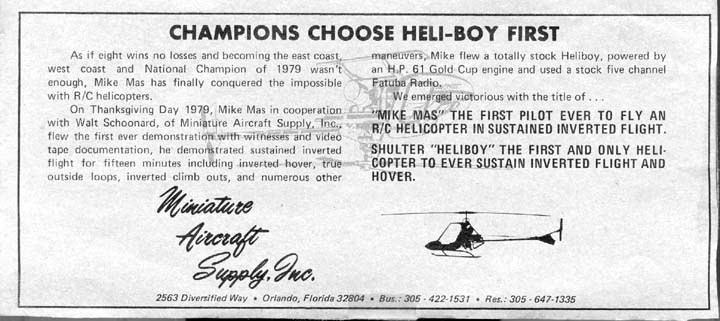 CHAMPIONS CHOOSE HELI-BOY FIRST
As if eight wins no losses and becoming the east coast,
west coast and National Champion of 1979 wasn't
enough, Mike Mas has finally conquered the impossible
with R/C helicopters.
On Thanksgiving Day 1979, Mike Mas in cooperation
with Walt Schoonard, of Miniature Aircraft Supply, Inc.,
flew the first ever demonstration with witnesses and video
tape documentation, he demonstrated sustained inverted
flight for fifteen minutes including inverted hover, true
outside loops, inverted climb outs, and numerous other
maneuvers, Mike flew a totally stock Heliboy, powered by
an H.P. 61 Gold Cup engine and used a stock five channel
Fatuba Radio.
We emerged victorious with the title of . . .
"MIKE MAS" THE FIRST PILOT EVER TO FLY AN
R/C HELICOPTER IN SUSTAINED INVERTED FLIGHT.
SHULTER "HELIBOY" THE FIRST AND ONLY HELI-
COPTER TO EVER SUSTAIN INVERTED FLIGHT AND
HOVER.
Miniature
Aircraft
Supply, Inc.
2563 Diversified Way • Orlando, Florida 32804 • Bus.: 305 - 422-1531 • Res.: 305 - 647-1335